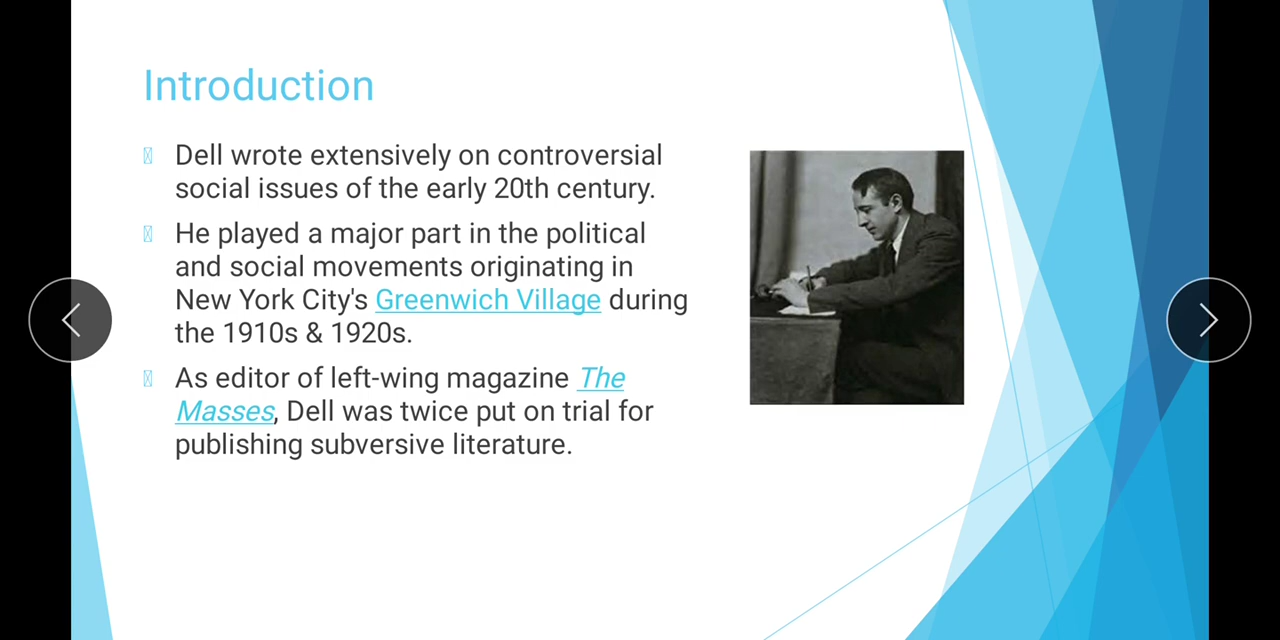 Introduction
Dell wrote extensively on controversial
social issues of the early 20th century.
He played a major part in the political
and social movements originating in
New York City's Greenwich Village during
the 1910s & 1920s.
As editor of left-wing magazine The
Masses, Dell was twice put on trial for
publishing subversive literature.